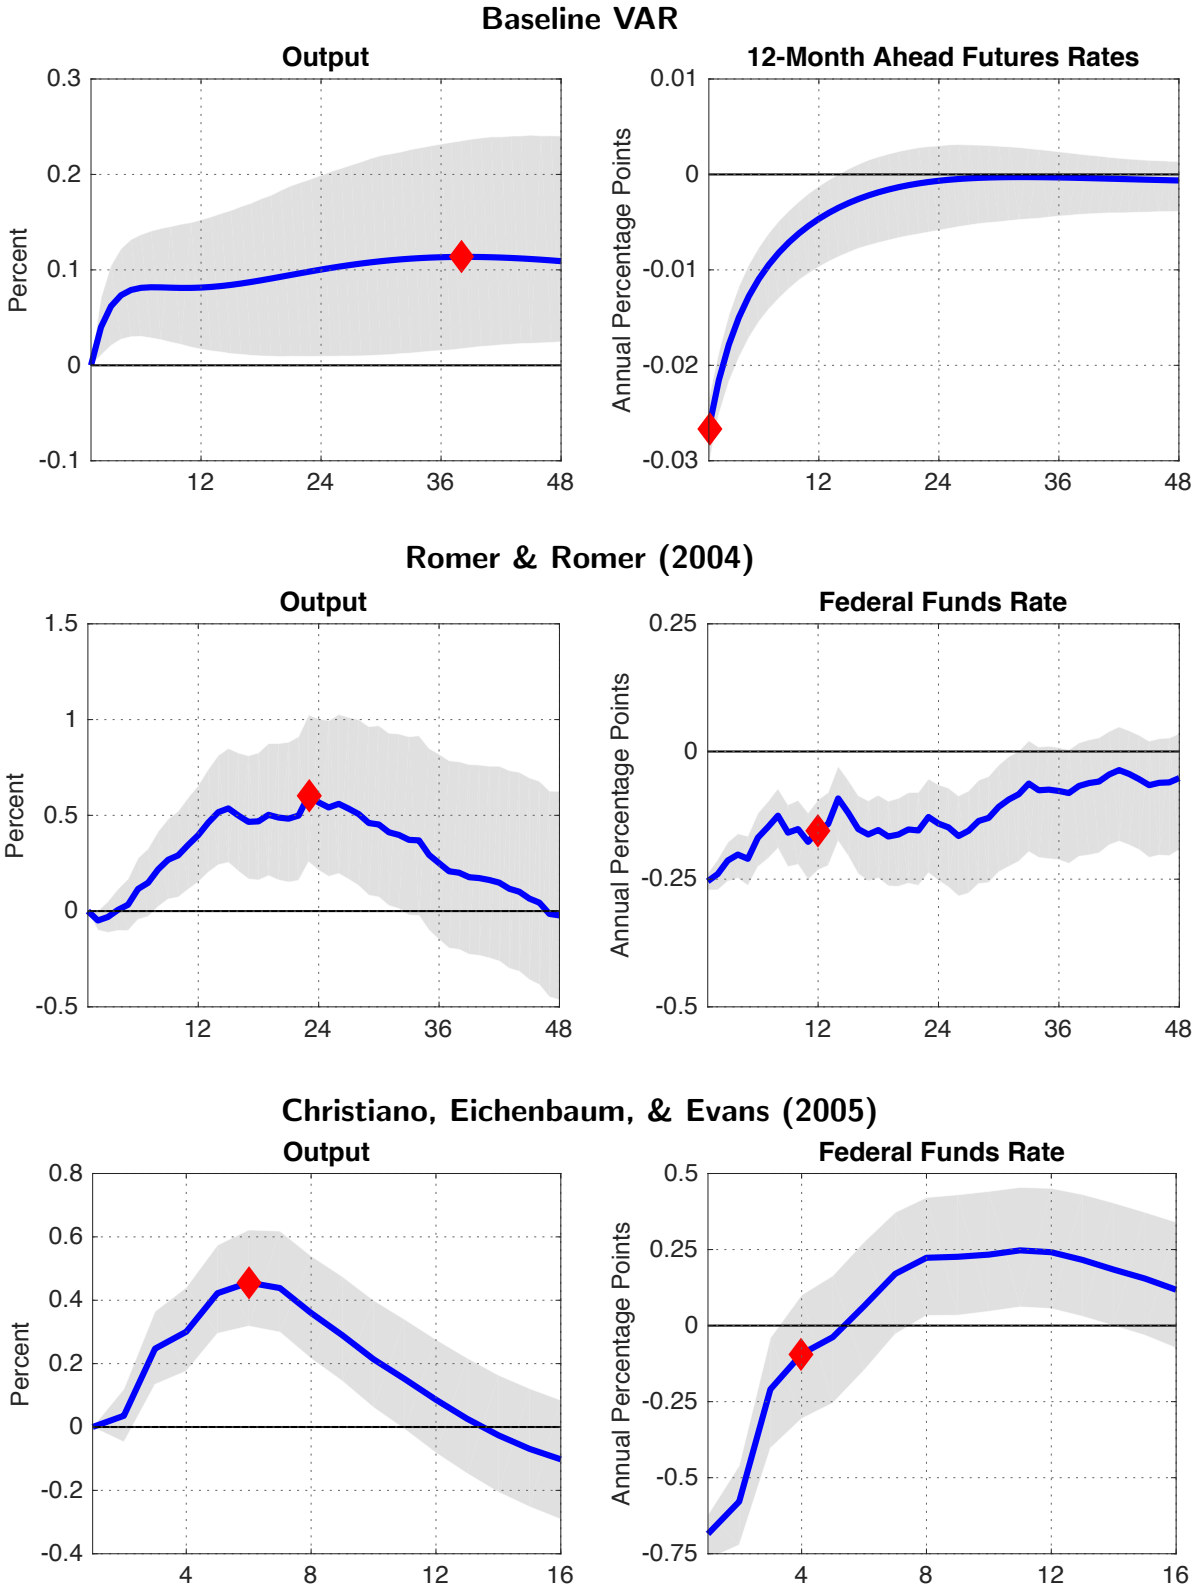 Baseline VAR
Output
0.3
0.2
0.1
0
-0.1
Percent
12 24 36 48
12-Month Ahead Futures Rates
0.01
0
-0.01
-0.02
-0.03
Annual Percentage Points
12 24 36 48
Romer & Romer (2004)
Output
1.5
1
0.5
0
-0.5
Percent
12 24 36 48
Federal Funds Rate
0.25
0
-0.25
-0.5
Annual Percentage Points
12 24 36 48
Christiano, Eichenbaum, & Evans (2005)
Output
0.8
0.6
0.4
0.2
0
-0.2
-0.4
Percent
4 8 12 16
Federal Funds Rate
0.5
0.25
0
-0.25
-0.5
-0.75
Annual Percentage Points
4 8 12 16